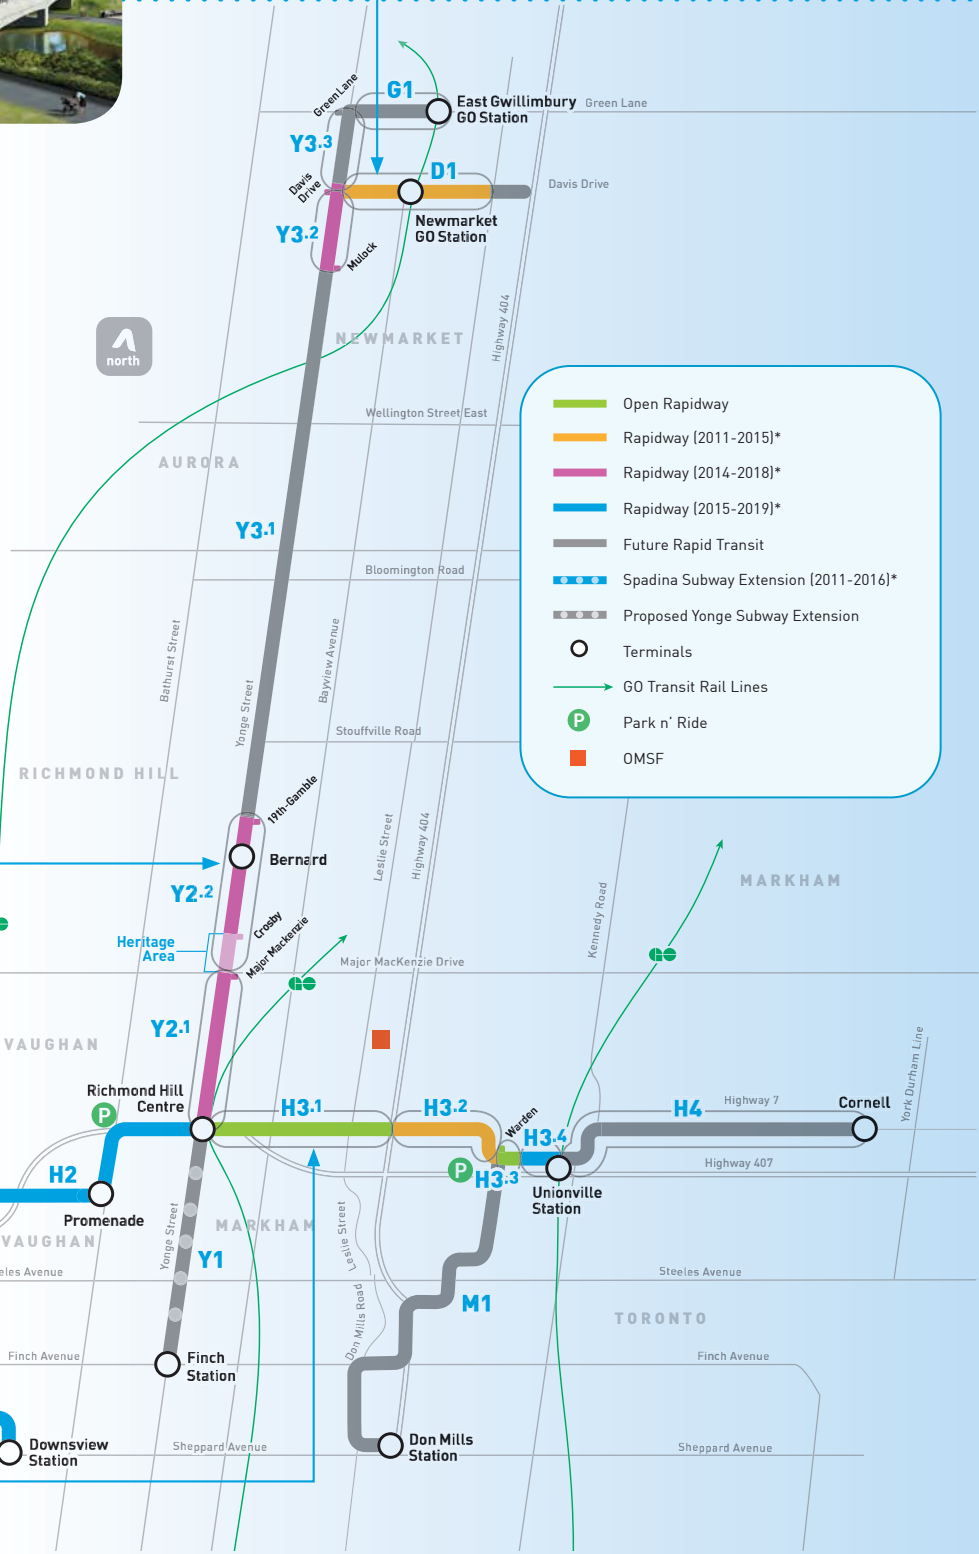 Green Lane
G1
East Gwillimbury
GO Station
Green Lane
Y3.3
Davis
Drive
D1
Davis Drive
Newmarket
GO Station
Y3.2
Mulock
north
NEWMARKET
Highway 404
Wellington Street East
AURORA
Y3.1
Bloomington Road
Bathurst Street
Bayview Avenue
Yonge Street
Stouffville Road
RICHMOND HILL
Open Rapidway
Rapidway (2011-2015)*
Rapidway (2014-2018)*
Rapidway (2015-2019)*
Future Rapid Transit
Spadina Subway Extension (2011-2016)*
Proposed Yonge Subway Extension
Terminals
GO Transit Rail Lines
P
Park n' Ride
OMSF
19th-Gamble
Leslie Street
Highway 404
Bernard
MARKHAM
Y2.2
Kennedy Road
Crosby
Heritage
Area
Major Mackenzie
Major MacKenzie Drive
Y2.1
VAUGHAN
York Durham Line
Richmond Hill
Centre
P
H3.1
H3.2
Warden
H3.4
H4
Highway 7
Cornell
H2
P
H3.3
Highway 407
Unionville
Station
Promenade
MARKHAM
VAUGHAN
Yonge Street
Y1
Leslie Street
eles Avenue
Steeles Avenue
M1
Don Mills Road
TORONTO
Finch Avenue
Finch
Station
Finch Avenue
Downsview
Station
Sheppard Avenue
Don Mills
Station
Sheppard Avenue